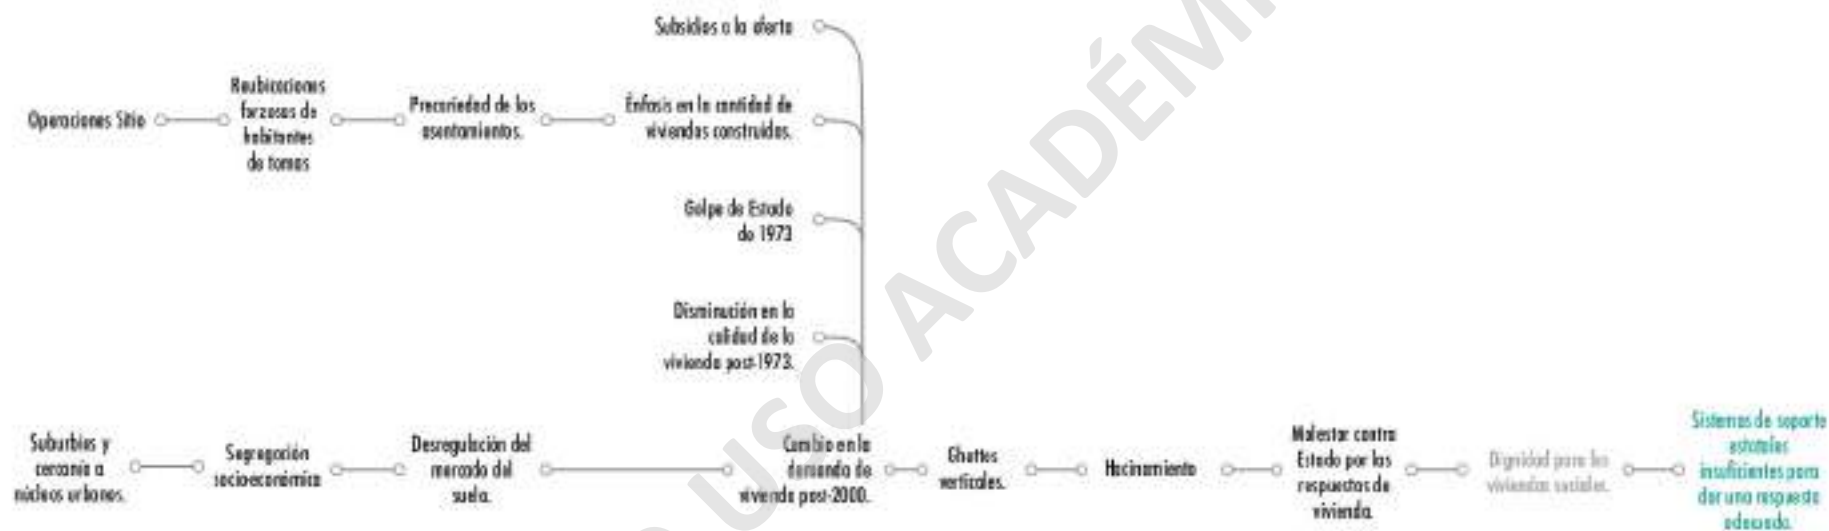 Subsidios a la oferta
Operaciones Sitio
Reubicaciones
forzosas de
habitantes
de tomas
Precariedad de los
asentamientos.
Énfasis en la cantidad de
viviendas construidas.
Golpe de Estado
de 1973
Disminución en la
calidad de la
vivienda post-1973.
Suburbios y
cercanía a
núcleos urbanos.
Segregación
socioeconómica
Desregulación del
mercado del
suelo.
Cambio en la
demanda de
vivienda post-2000.
Ghettos
verticales.
Hacinamiento
Malestar contra
Estado por las
respuestas de
vivienda.
Dignidad para las
viviendas sociales.
Sistemas de soporte
estatales
insuficientes para
dar una respuesta
adecuada.
USO ACADÉM